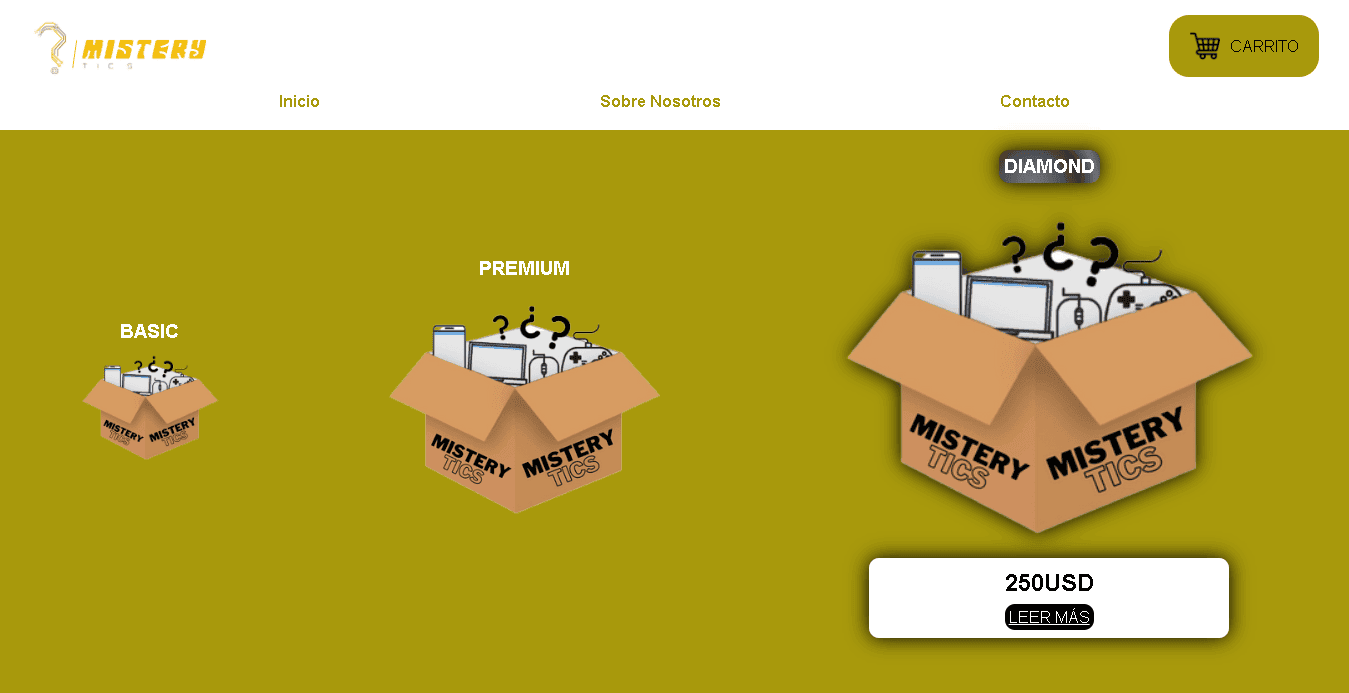 ? MISTERY
TICS
CARRITO
Inicio
Sobre Nosotros
Contacto
BASIC
? ¿ ?
MISTERY
TICS
MISTERY
TICS
PREMIUM
? ¿ ?
MISTERY
TICS
MISTERY
TICS
DIAMOND
? ¿ ?
MISTERY
TICS
MISTERY
TICS
250USD
LEER MÁS